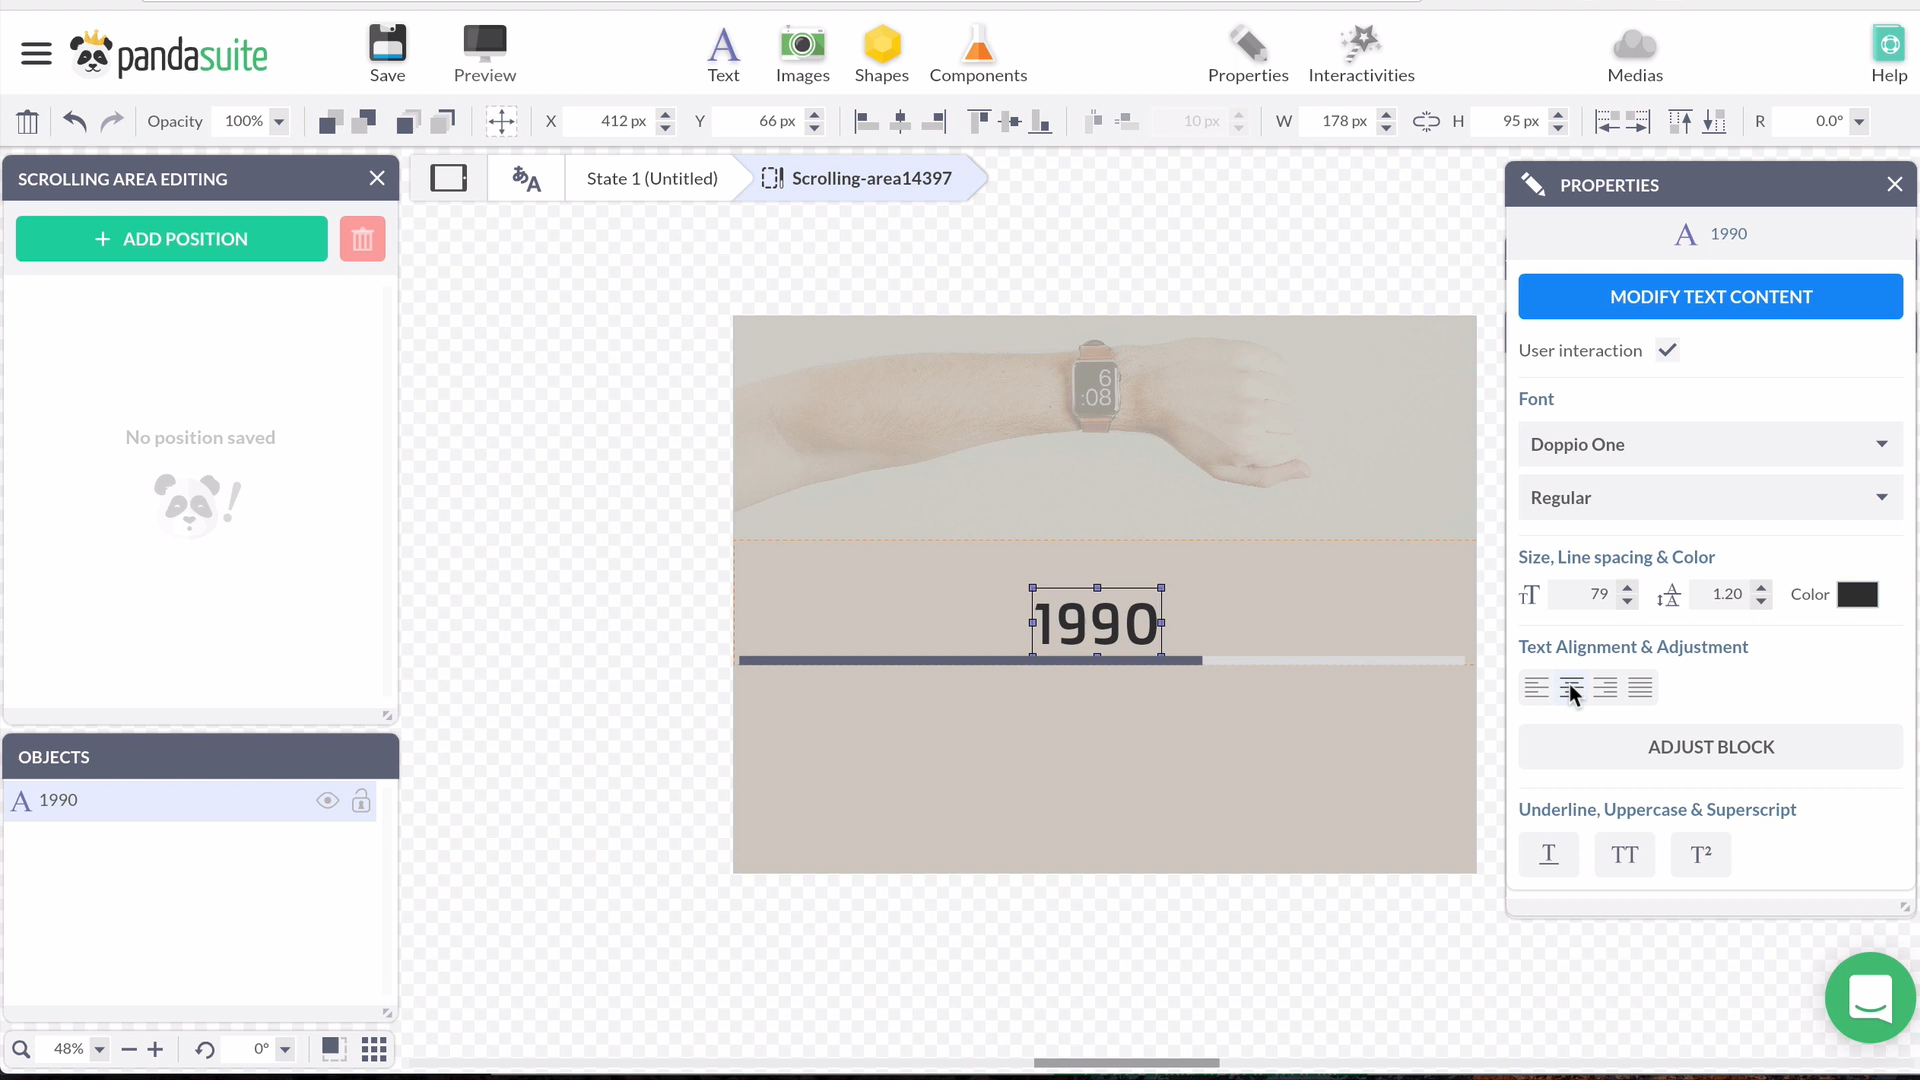 pandasuite
Save
Preview
Text
Images
Shapes
Components
Properties
Interactivities
Medias
Help
Opacity 100% X 412 px Y 66 px 10 px W 178 px H 95 px R 0.0°
SCROLLING AREA EDITING
+ ADD POSITION
No position saved
State 1 (Untitled)
Scrolling-area14397
6
:08
1990
OBJECTS
A 1990
48%
0°
PROPERTIES
A 1990
MODIFY TEXT CONTENT
User interaction
Font
Doppio One
Regular
Size, Line spacing & Color
79 1.20 Color
Text Alignment & Adjustment
ADJUST BLOCK
Underline, Uppercase & Superscript
T TT T²